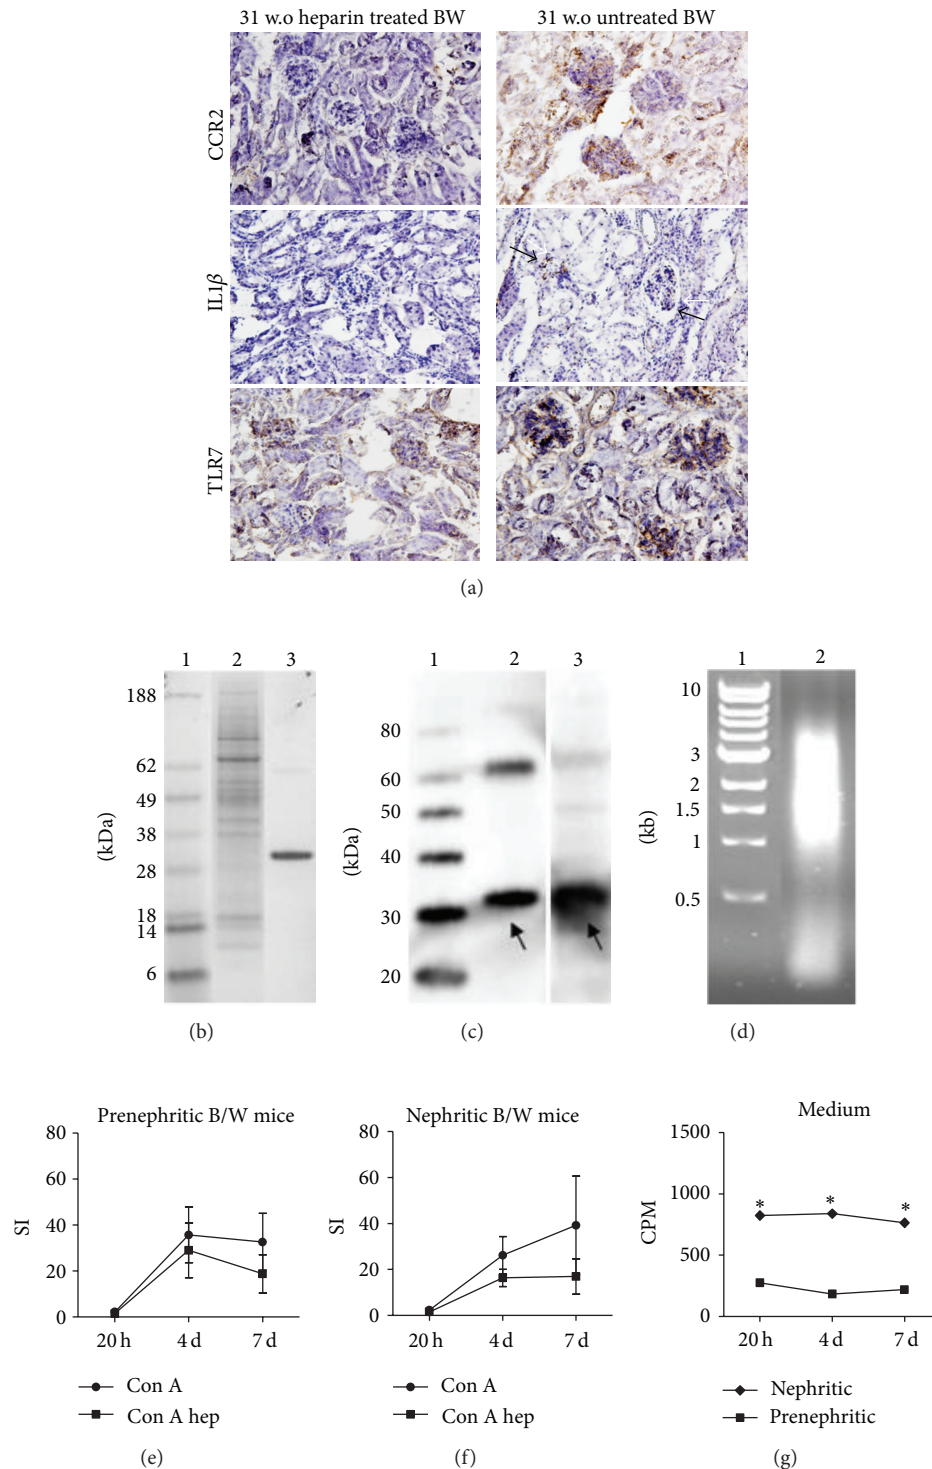 31 w.o heparin treated BW
31 w.o untreated BW
CCR2
IL1β
TLR7
(a)
1 2 3
188
62
49
38
28
18
14
6
(kDa)
(b)
1 2 3
80
60
50
40
30
20
(kDa)
(c)
1 2
10
3
2
1.5
1
0.5
(kb)
(d)
Prenephritic B/W mice
80
60
40
20
0
SI
20 h 4 d 7 d
Con A
Con A hep
(e)
Nephritic B/W mice
80
60
40
20
0
SI
20 h 4 d 7 d
Con A
Con A hep
(f)
Medium
1500
1000
500
0
CPM
* * *
20 h 4 d 7 d
Nephritic
Prenephritic
(g)